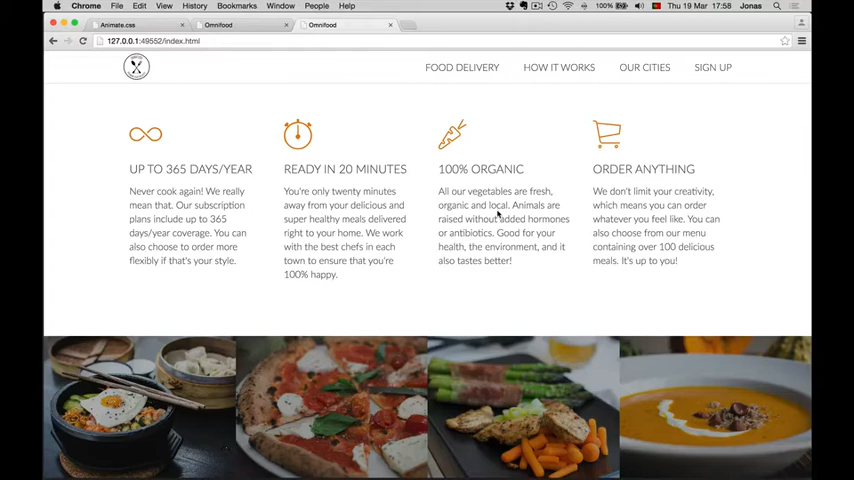 Chrome File Edit View History Bookmarks Window People Help 100% Thu 19 Mar 17:58 Jonas
Animate.css Omnifood Omnifood
127.0.0.1:49552/index.html
FOOD DELIVERY HOW IT WORKS OUR CITIES SIGN UP
UP TO 365 DAYS/YEAR
Never cook again! We really
mean that. Our subscription
plans include up to 365
days/year coverage. You can
also choose to order more
flexibly if that's your style.
READY IN 20 MINUTES
You're only twenty minutes
away from your delicious and
super healthy meals delivered
right to your home. We work
with the best chefs in each
town to ensure that you're
100% happy.
100% ORGANIC
All our vegetables are fresh,
organic and local. Animals are
raised without added hormones
or antibiotics. Good for your
health, the environment, and it
also tastes better!
ORDER ANYTHING
We don't limit your creativity,
which means you can order
whatever you feel like. You can
also choose from our menu
containing over 100 delicious
meals. It's up to you!